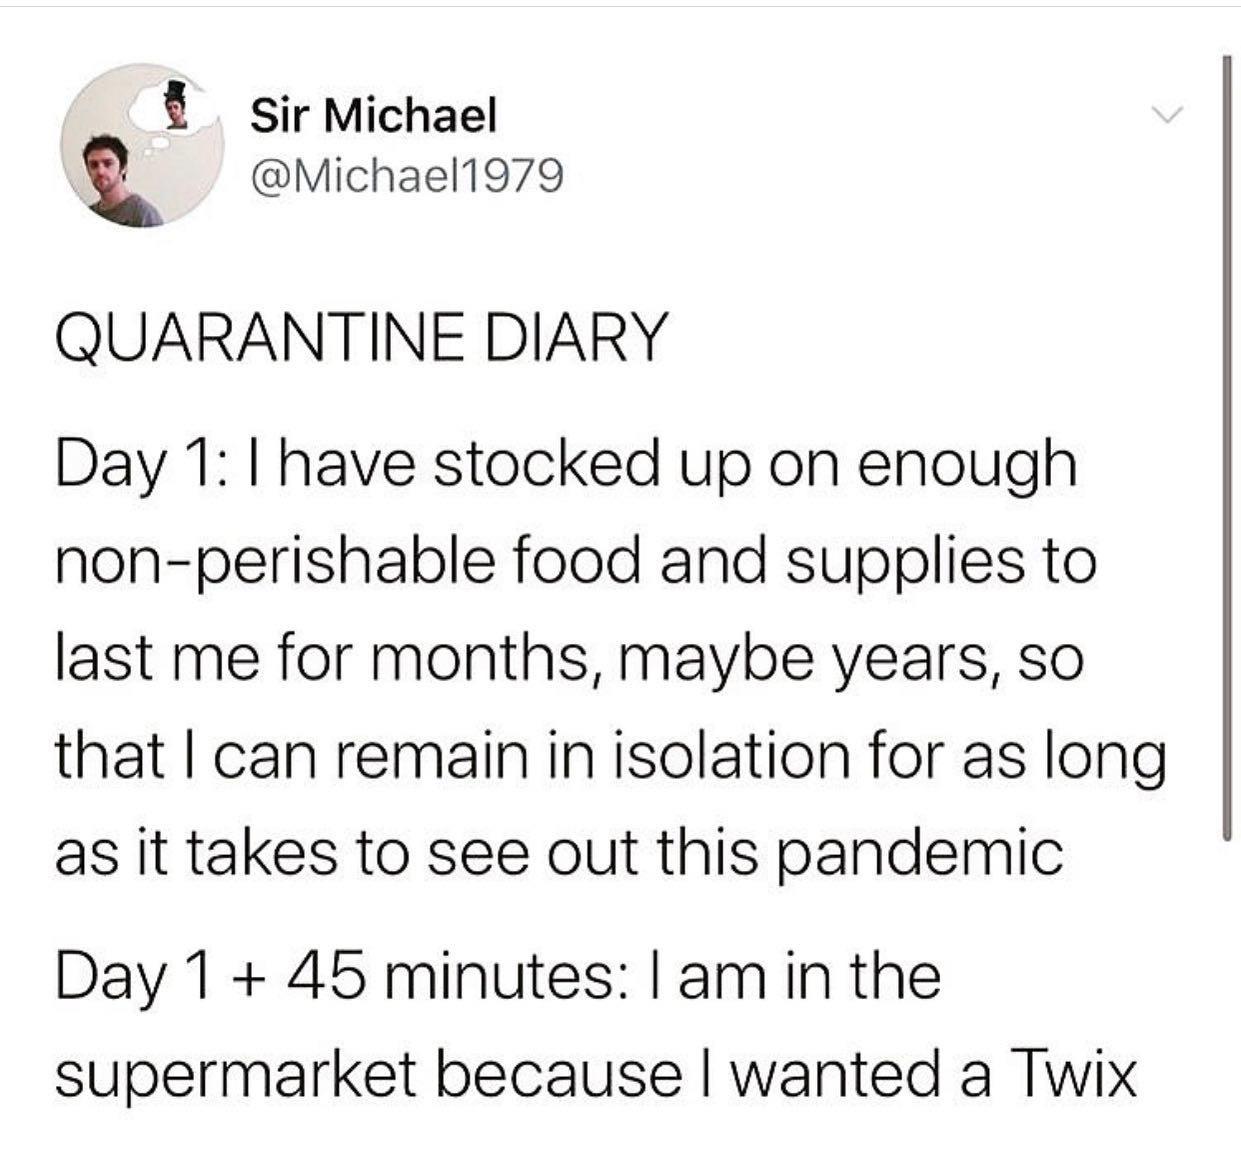 Sir Michael
@Michael1979
QUARANTINE DIARY
Day 1: I have stocked up on enough
non-perishable food and supplies to
last me for months, maybe years, so
that I can remain in isolation for as long
as it takes to see out this pandemic
Day 1 + 45 minutes: I am in the
supermarket because I wanted a Twix